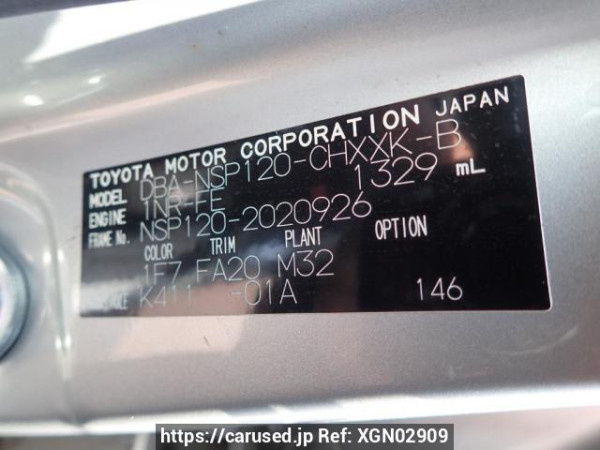 TOYOTA MOTOR CORPORATION JAPAN
MODEL DBA-NSP120-CHXXK-B
ENGINE 1NR-FE 1329 mL
FRAME No. NSP120-2020926
COLOR TRIM PLANT OPTION
1F7 FA20 M32
K411 -01A 146
https://carused.jp Ref: XGN02909